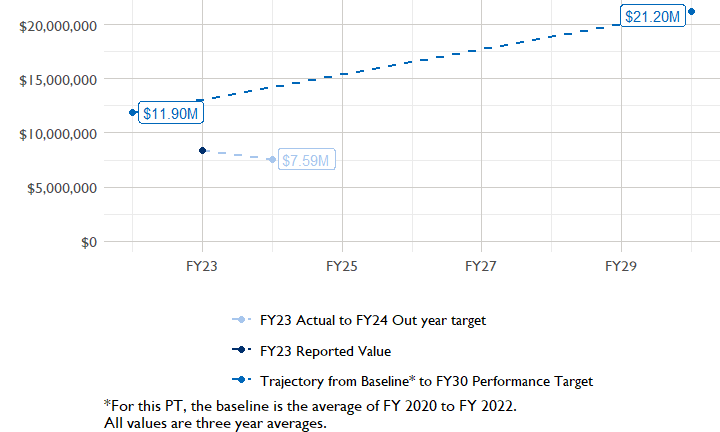 $21.20M
$20,000,000
$15,000,000
$11.90M
$10,000,000
$7.59M
$5,000,000
$0
FY23 FY25 FY27 FY29
FY23 Actual to FY24 Out year target
FY23 Reported Value
Trajectory from Baseline* to FY30 Performance Target
*For this PT, the baseline is the average of FY 2020 to FY 2022.
All values are three year averages.